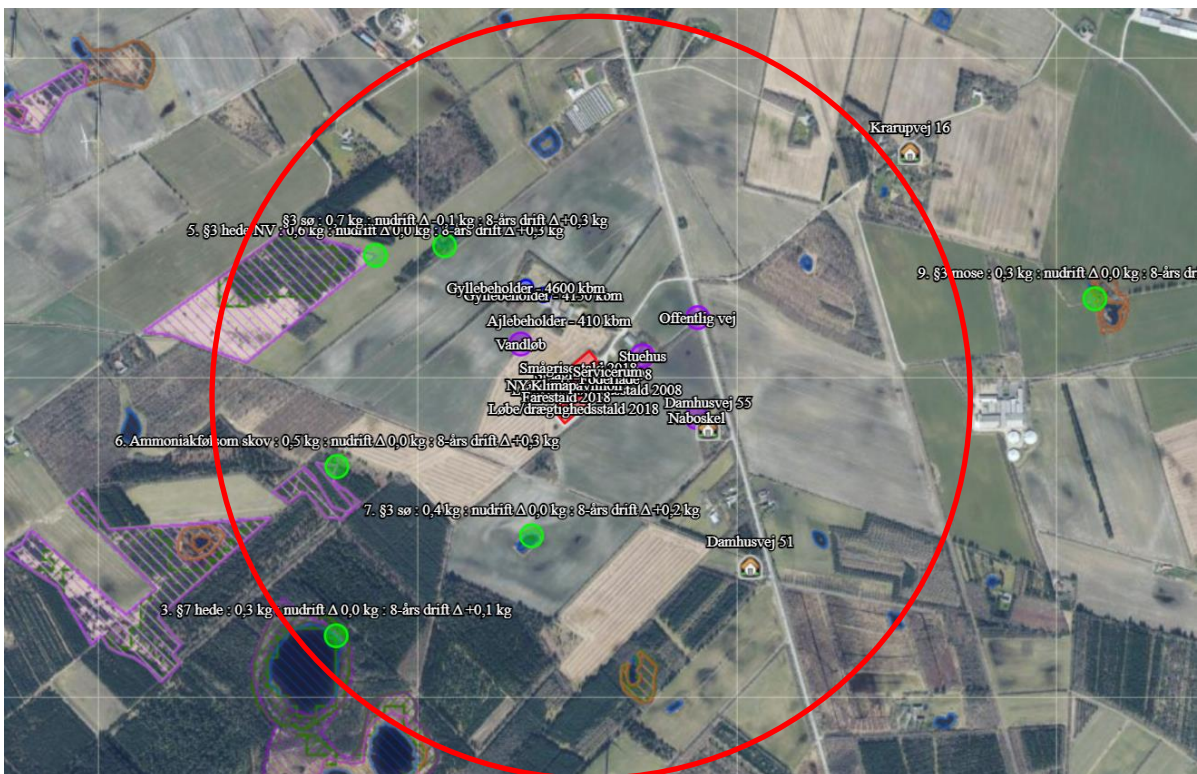 Krarupvej 16
§3 sø : 0,7 kg : nudrift Δ -0,1 kg : 8-års drift Δ +0,3 kg
5. §3 hede NV : 0,6 kg : nudrift Δ 0,0 kg : 8-års drift Δ +0,3 kg
9. §3 mose : 0,3 kg : nudrift Δ 0,0 kg : 8-års dr
Gyllebeholder - 4600 kbm
Gyllebeholder - 4150 kbm
Ajlebeholder - 410 kbm
Offentlig vej
Vandløb
Stuehus
Smågrisestald 2018
Servicerum
Foderlade
NY Klimapavillon
stald 2008
Farestald 2018
Løbe/drægtighedsstald 2018
Damhusvej 55
Naboskel
6. Ammoniakfølsom skov : 0,5 kg : nudrift Δ 0,0 kg : 8-års drift Δ +0,3 kg
7. §3 sø : 0,4 kg : nudrift Δ 0,0 kg : 8-års drift Δ +0,2 kg
Damhusvej 51
3. §7 hede : 0,3 kg : nudrift Δ 0,0 kg : 8-års drift Δ +0,1 kg